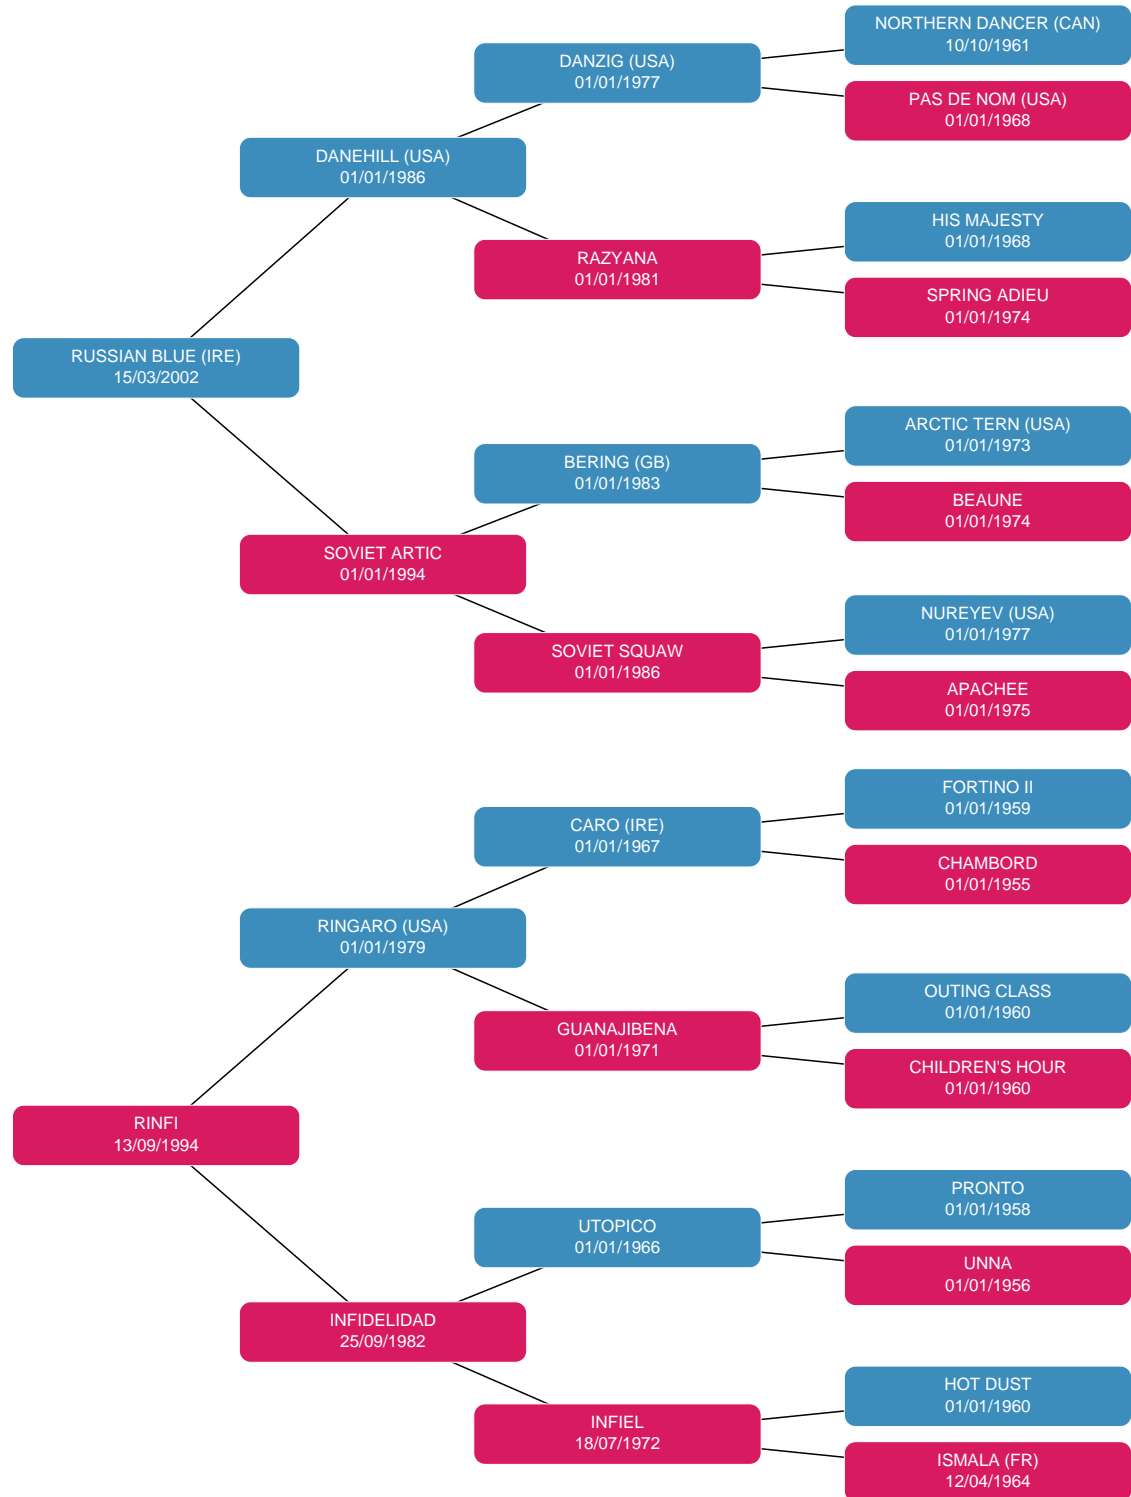 NORTHERN DANCER (CAN)
10/10/1961
DANZIG (USA)
01/01/1977
PAS DE NOM (USA)
01/01/1968
DANEHILL (USA)
01/01/1986
HIS MAJESTY
01/01/1968
RAZYANA
01/01/1981
SPRING ADIEU
01/01/1974
RUSSIAN BLUE (IRE)
15/03/2002
ARCTIC TERN (USA)
01/01/1973
BERING (GB)
01/01/1983
BEAUNE
01/01/1974
SOVIET ARTIC
01/01/1994
NUREYEV (USA)
01/01/1977
SOVIET SQUAW
01/01/1986
APACHEE
01/01/1975
FORTINO II
01/01/1959
CARO (IRE)
01/01/1967
CHAMBORD
01/01/1955
RINGARO (USA)
01/01/1979
OUTING CLASS
01/01/1960
GUANAJIBENA
01/01/1971
CHILDREN'S HOUR
01/01/1960
RINFI
13/09/1994
PRONTO
01/01/1958
UTOPICO
01/01/1966
UNNA
01/01/1956
INFIDELIDAD
25/09/1982
HOT DUST
01/01/1960
INFIEL
18/07/1972
ISMALA (FR)
12/04/1964